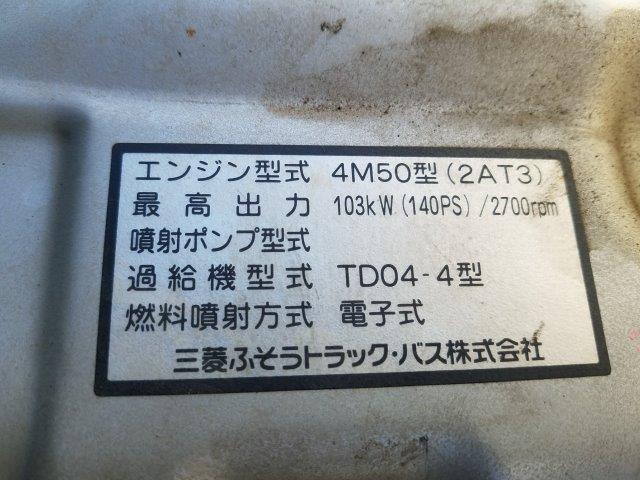 エンジン型式 4M50型(2AT3)
最高出力 103kW(140PS)/2700rpm
噴射ポンプ型式
過給機型式 TD04-4型
燃料噴射方式 電子式
三菱ふそうトラック・バス株式会社